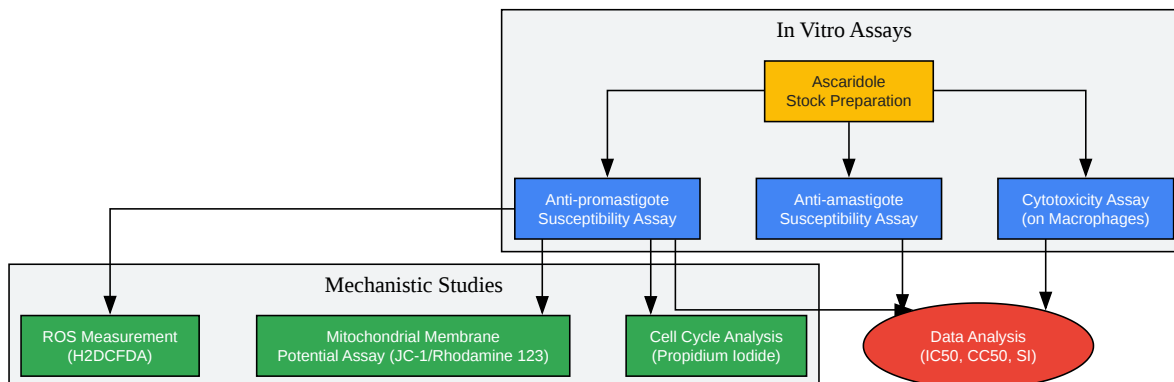 In Vitro Assays
Ascaridole
Stock Preparation
Anti-promastigote
Susceptibility Assay
Anti-amastigote
Susceptibility Assay
Cytotoxicity Assay
(on Macrophages)
Mechanistic Studies
ROS Measurement
(H2DCFDA)
Mitochondrial Membrane
Potential Assay (JC-1/Rhodamine 123)
Cell Cycle Analysis
(Propidium Iodide)
Data Analysis
(IC50, CC50, SI)